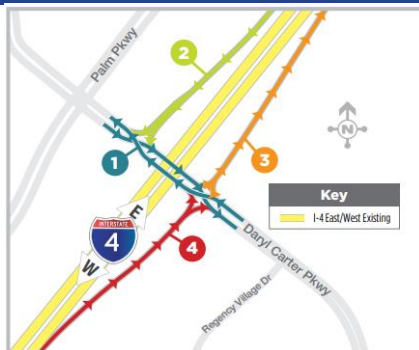 Palm Pkwy
2
1
3
N
Key
I-4 East/West Existing
E
INTERSTATE
4
W
4
Daryl Carter Pkwy
Regency Village Dr